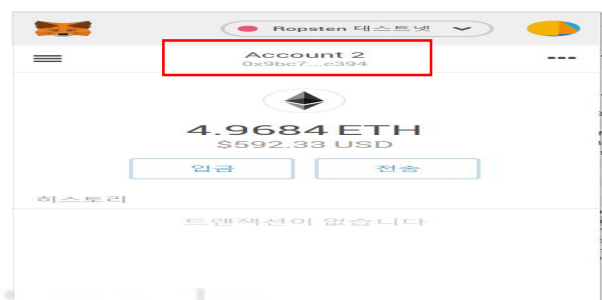 Ropsten 테스트넷
Account 2
0x9bc7...c394
4.9684 ETH
$592.33 USD
입금 전송
히스토리
트랜잭션이 없습니다